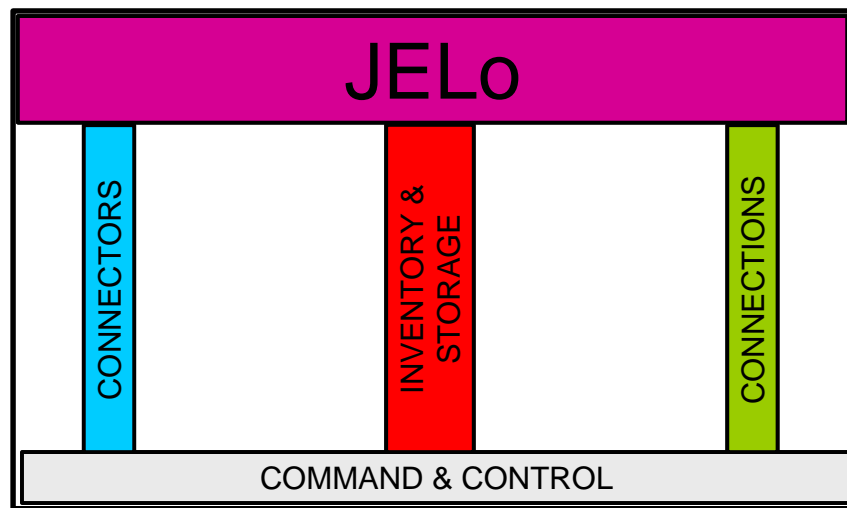 JELo
CONNECTORS
INVENTORY &
STORAGE
CONNECTIONS
COMMAND & CONTROL